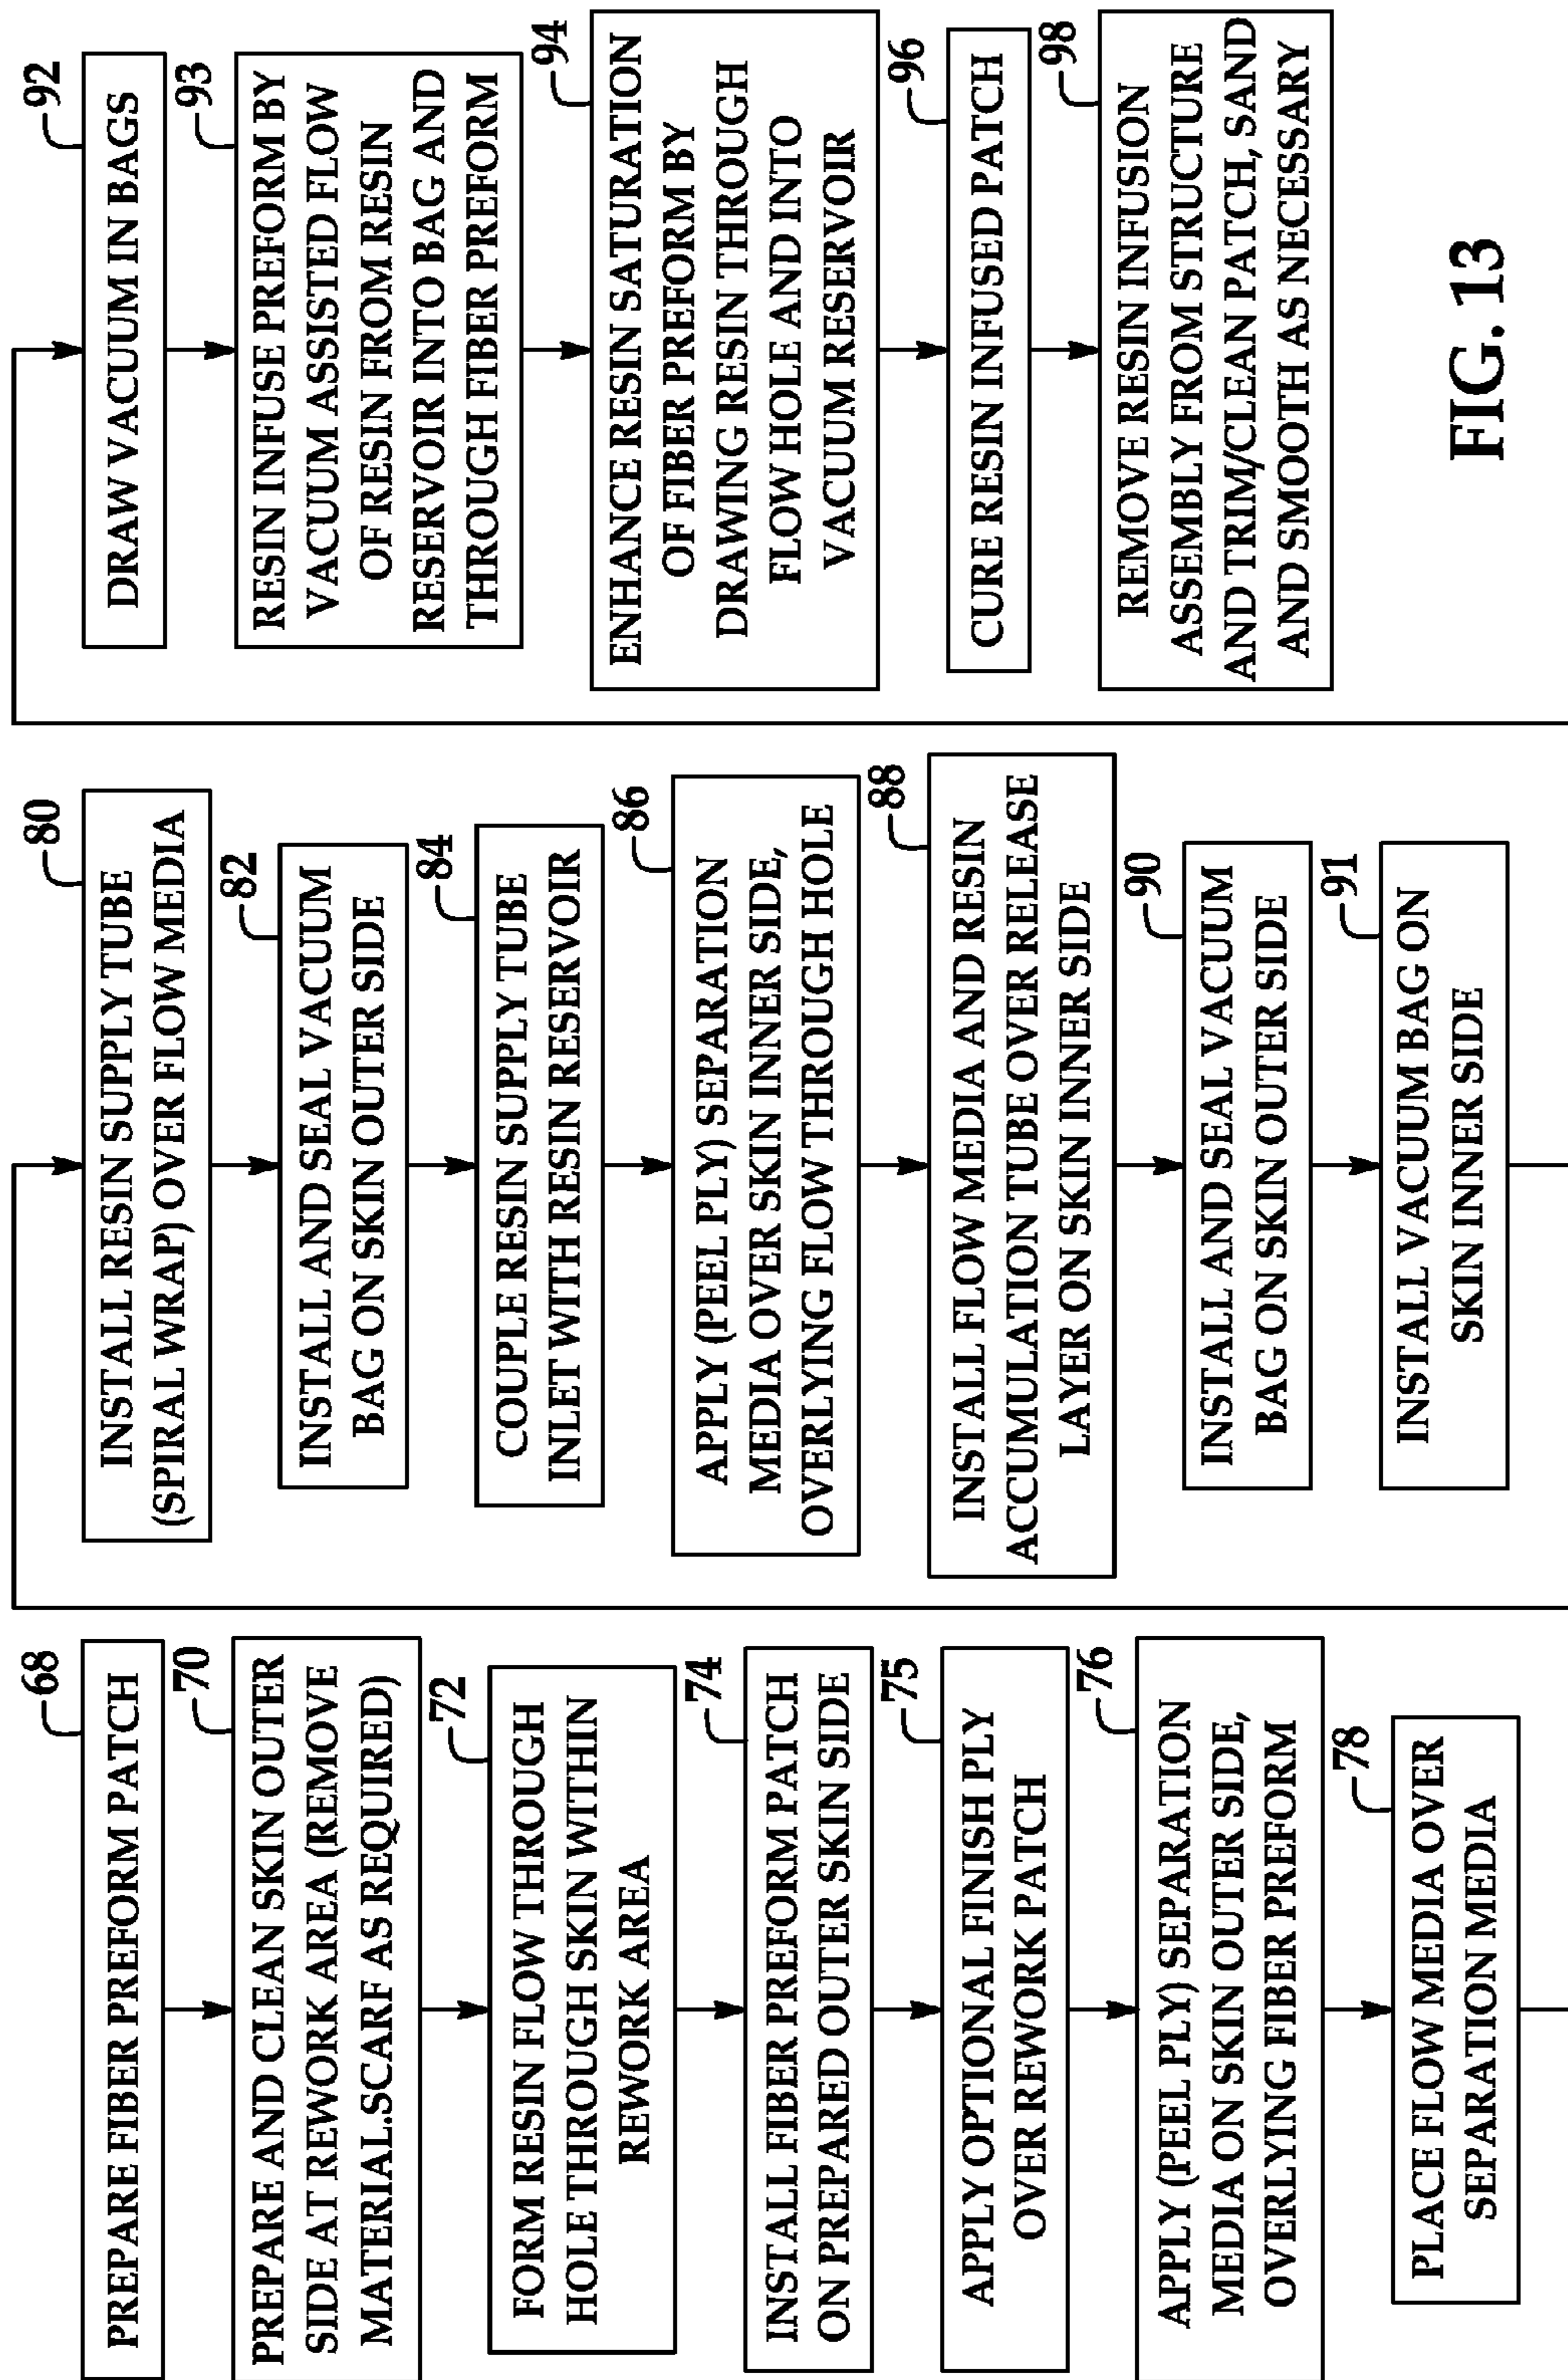 68
PREPARE FIBER PREFORM PATCH
70
PREPARE AND CLEAN SKIN OUTER
SIDE AT REWORK AREA (REMOVE
MATERIAL.SCARF AS REQUIRED)
72
FORM RESIN FLOW THROUGH
HOLE THROUGH SKIN WITHIN
REWORK AREA
74
INSTALL FIBER PREFORM PATCH
ON PREPARED OUTER SKIN SIDE
75
APPLY OPTIONAL FINISH PLY
OVER REWORK PATCH
76
APPLY (PEEL PLY) SEPARATION
MEDIA ON SKIN OUTER SIDE,
OVERLYING FIBER PREFORM
78
PLACE FLOW MEDIA OVER
SEPARATION MEDIA
80
INSTALL RESIN SUPPLY TUBE
(SPIRAL WRAP) OVER FLOW MEDIA
82
INSTALL AND SEAL VACUUM
BAG ON SKIN OUTER SIDE
84
COUPLE RESIN SUPPLY TUBE
INLET WITH RESIN RESERVOIR
86
APPLY (PEEL PLY) SEPARATION
MEDIA OVER SKIN INNER SIDE,
OVERLYING FLOW THROUGH HOLE
88
INSTALL FLOW MEDIA AND RESIN
ACCUMULATION TUBE OVER RELEASE
LAYER ON SKIN INNER SIDE
90
INSTALL AND SEAL VACUUM
BAG ON SKIN OUTER SIDE
91
INSTALL VACUUM BAG ON
SKIN INNER SIDE
92
DRAW VACUUM IN BAGS
93
RESIN INFUSE PREFORM BY
VACUUM ASSISTED FLOW
OF RESIN FROM RESIN
RESERVOIR INTO BAG AND
THROUGH FIBER PREFORM
94
ENHANCE RESIN SATURATION
OF FIBER PREFORM BY
DRAWING RESIN THROUGH
FLOW HOLE AND INTO
VACUUM RESERVOIR
96
CURE RESIN INFUSED PATCH
98
REMOVE RESIN INFUSION
ASSEMBLY FROM STRUCTURE
AND TRIM/CLEAN PATCH, SAND
AND SMOOTH AS NECESSARY
FIG. 13